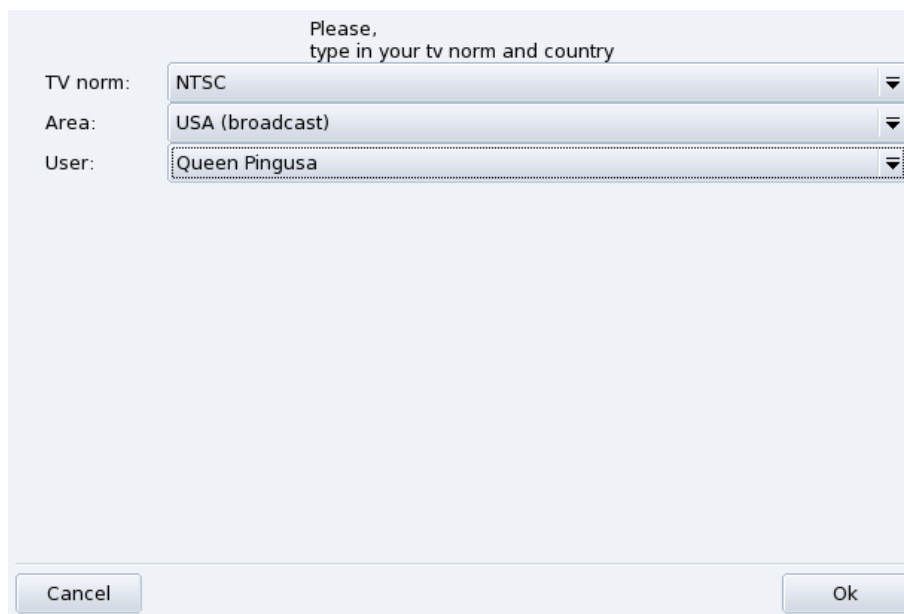 Please,
type in your tv norm and country
TV norm: NTSC
Area: USA (broadcast)
User: Queen Pingusa
Cancel Ok